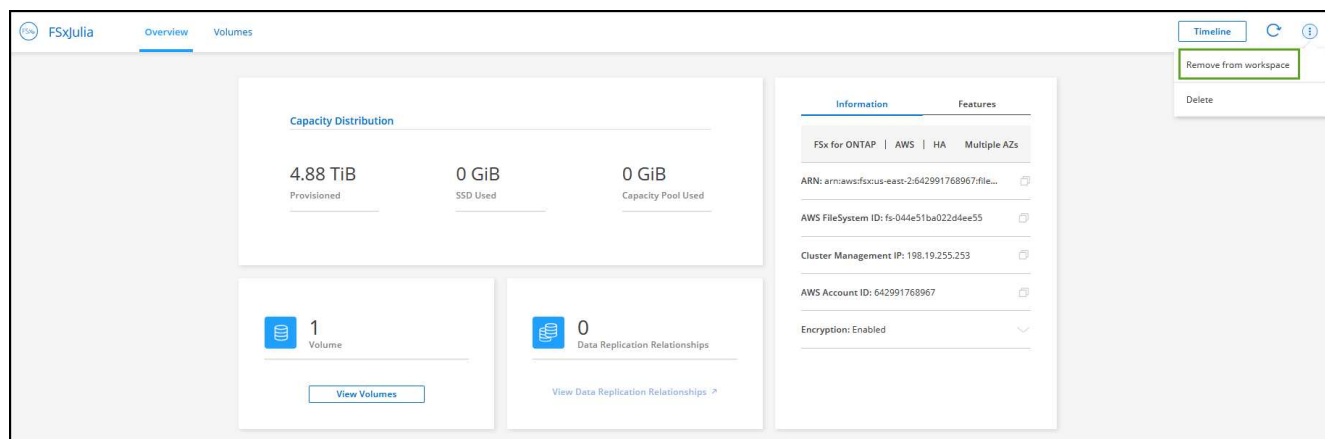 FSxJulia
Overview
Volumes
Timeline
Remove from workspace
Delete
Capacity Distribution
4.88 TiB
Provisioned
0 GiB
SSD Used
0 GiB
Capacity Pool Used
1
Volume
View Volumes
0
Data Replication Relationships
View Data Replication Relationships
Information
Features
FSx for ONTAP | AWS | HA Multiple AZs
ARN: arn:aws:fsx:us-east-2:642991768967:file...
AWS FileSystem ID: fs-044e51ba022d4ee55
Cluster Management IP: 198.19.255.253
AWS Account ID: 642991768967
Encryption: Enabled